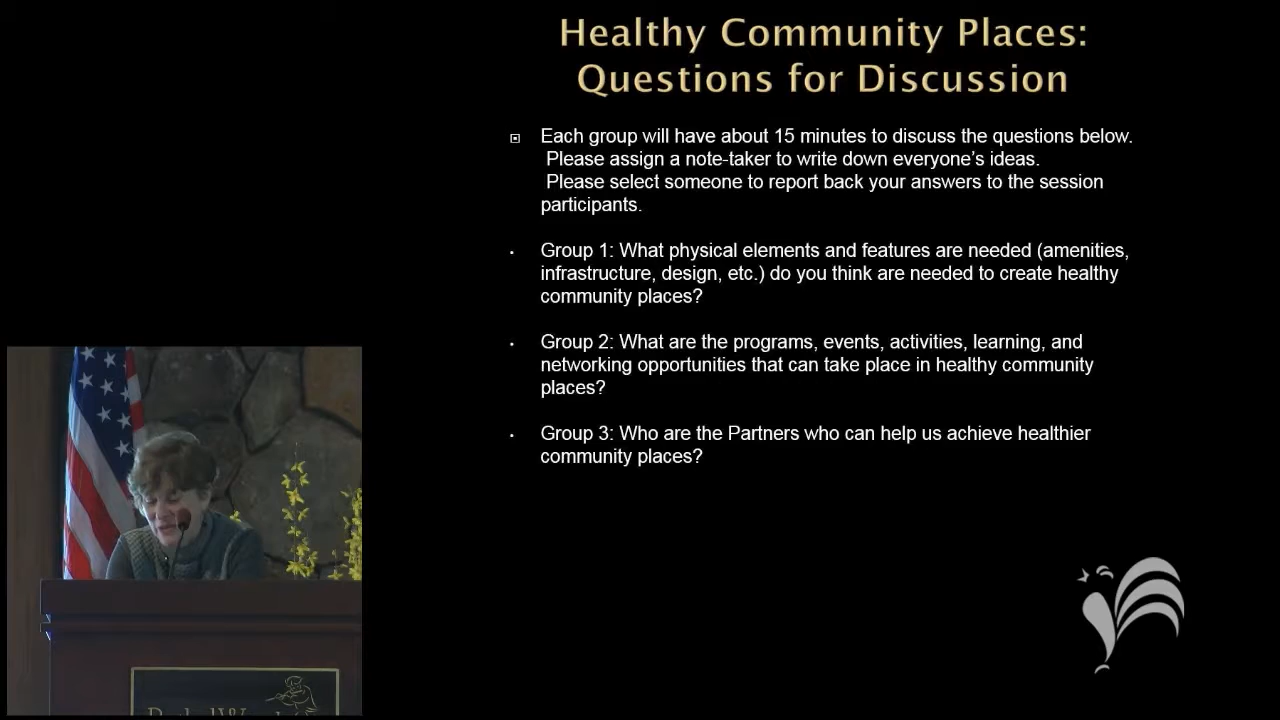 Healthy Community Places:
Questions for Discussion
Each group will have about 15 minutes to discuss the questions below.
Please assign a note-taker to write down everyone’s ideas.
Please select someone to report back your answers to the session
participants.
Group 1: What physical elements and features are needed (amenities,
infrastructure, design, etc.) do you think are needed to create healthy
community places?
Group 2: What are the programs, events, activities, learning, and
networking opportunities that can take place in healthy community
places?
Group 3: Who are the Partners who can help us achieve healthier
community places?